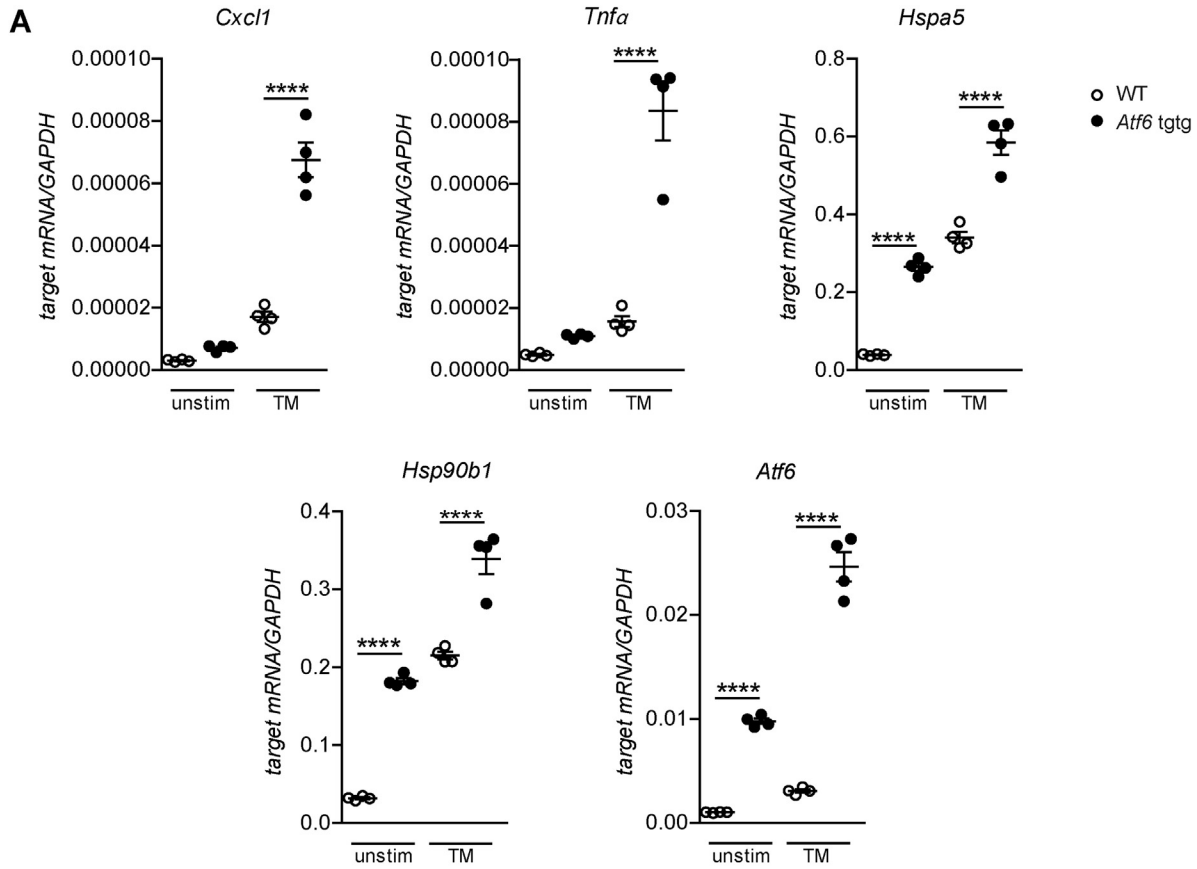 A
Cxcl1
target mRNA/GAPDH
0.00010
0.00008
0.00006
0.00004
0.00002
0.00000
****
unstim
TM
Tnfα
target mRNA/GAPDH
0.00010
0.00008
0.00006
0.00004
0.00002
0.00000
****
unstim
TM
Hspa5
target mRNA/GAPDH
0.8
0.6
0.4
0.2
0.0
****
****
unstim
TM
WT
Atf6 tgtg
Hsp90b1
target mRNA/GAPDH
0.4
0.3
0.2
0.1
0.0
****
****
unstim
TM
Atf6
target mRNA/GAPDH
0.03
0.02
0.01
0.00
****
****
unstim
TM